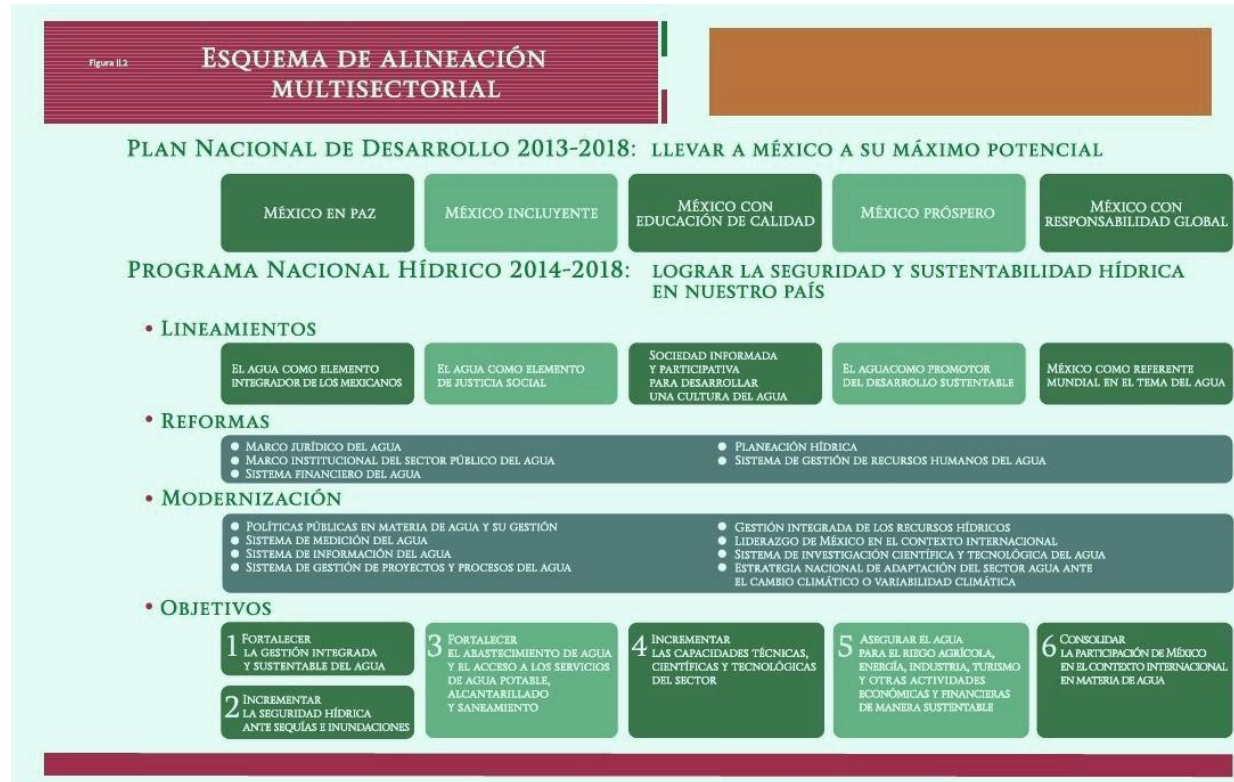 Figura II.2
ESQUEMA DE ALINEACIÓN
MULTISECTORIAL
PLAN NACIONAL DE DESARROLLO 2013-2018: LLEVAR A MÉXICO A SU MÁXIMO POTENCIAL
MÉXICO EN PAZ
MÉXICO INCLUYENTE
MÉXICO CON
EDUCACIÓN DE CALIDAD
MÉXICO PRÓSPERO
MÉXICO CON
RESPONSABILIDAD GLOBAL
PROGRAMA NACIONAL HÍDRICO 2014-2018: LOGRAR LA SEGURIDAD Y SUSTENTABILIDAD HÍDRICA
EN NUESTRO PAÍS
• LINEAMIENTOS
EL AGUA COMO ELEMENTO
INTEGRADOR DE LOS MEXICANOS
EL AGUA COMO ELEMENTO
DE JUSTICIA SOCIAL
SOCIEDAD INFORMADA
Y PARTICIPATIVA
PARA DESARROLLAR
UNA CULTURA DEL AGUA
EL AGUACOMO PROMOTOR
DEL DESARROLLO SUSTENTABLE
MÉXICO COMO REFERENTE
MUNDIAL EN EL TEMA DEL AGUA
• REFORMAS
● MARCO JURÍDICO DEL AGUA
● MARCO INSTITUCIONAL DEL SECTOR PÚBLICO DEL AGUA
● SISTEMA FINANCIERO DEL AGUA
● PLANEACIÓN HÍDRICA
● SISTEMA DE GESTIÓN DE RECURSOS HUMANOS DEL AGUA
• MODERNIZACIÓN
● POLÍTICAS PÚBLICAS EN MATERIA DE AGUA Y SU GESTIÓN
● SISTEMA DE MEDICIÓN DEL AGUA
● SISTEMA DE INFORMACIÓN DEL AGUA
● SISTEMA DE GESTIÓN DE PROYECTOS Y PROCESOS DEL AGUA
● GESTIÓN INTEGRADA DE LOS RECURSOS HÍDRICOS
● LIDERAZGO DE MÉXICO EN EL CONTEXTO INTERNACIONAL
● SISTEMA DE INVESTIGACIÓN CIENTÍFICA Y TECNOLÓGICA DEL AGUA
● ESTRATEGIA NACIONAL DE ADAPTACIÓN DEL SECTOR AGUA ANTE
EL CAMBIO CLIMÁTICO O VARIABILIDAD CLIMÁTICA
• OBJETIVOS
1 FORTALECER
LA GESTIÓN INTEGRADA
Y SUSTENTABLE DEL AGUA
2 INCREMENTAR
LA SEGURIDAD HÍDRICA
ANTE SEQUÍAS E INUNDACIONES
3 FORTALECER
EL ABASTECIMIENTO DE AGUA
Y EL ACCESO A LOS SERVICIOS
DE AGUA POTABLE,
ALCANTARILLADO
Y SANEAMIENTO
4 INCREMENTAR
LAS CAPACIDADES TÉCNICAS,
CIENTÍFICAS Y TECNOLÓGICAS
DEL SECTOR
5 ASEGURAR EL AGUA
PARA EL RIEGO AGRÍCOLA,
ENERGÍA, INDUSTRIA, TURISMO
Y OTRAS ACTIVIDADES
ECONÓMICAS Y FINANCIERAS
DE MANERA SUSTENTABLE
6 CONSOLIDAR
LA PARTICIPACIÓN DE MÉXICO
EN EL CONTEXTO INTERNACIONAL
EN MATERIA DE AGUA